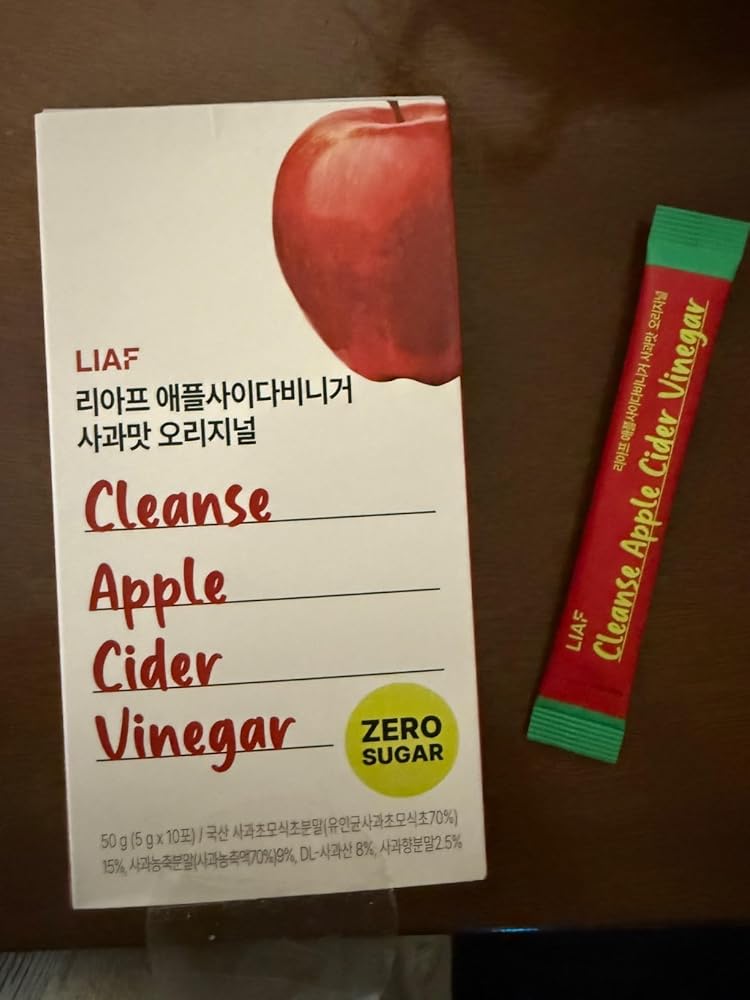 LIAF
리아프 애플사이다비니거
사과맛 오리지널
Cleanse
Apple
Cider
Vinegar
ZERO
SUGAR
50 g (5 g x 10포) / 국산 사과초모식초분말(유인균사과초모식초70%)
15%, 사과농축분말(사과농축액70%)9%, DL-사과산 8%, 사과향분말2.5%
리아프 애플사이다비니거 사과맛 오리지널
LIAF Cleanse Apple Cider Vinegar